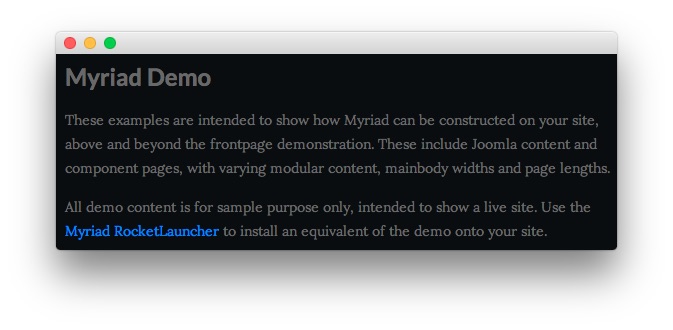 Myriad Demo
These examples are intended to show how Myriad can be constructed on your site,
above and beyond the frontpage demonstration. These include Joomla content and
component pages, with varying modular content, mainbody widths and page lengths.
All demo content is for sample purpose only, intended to show a live site. Use the
Myriad RocketLauncher to install an equivalent of the demo onto your site.